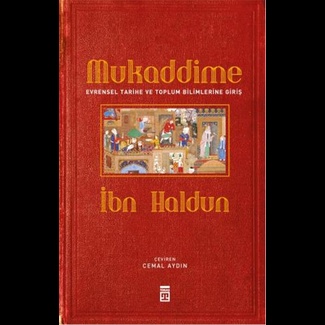 Mukaddime
EVRENSEL TARİHE VE TOPLUM BİLİMLERİNE GİRİŞ
İbn Haldun
ÇEVİREN
CEMAL AYDIN